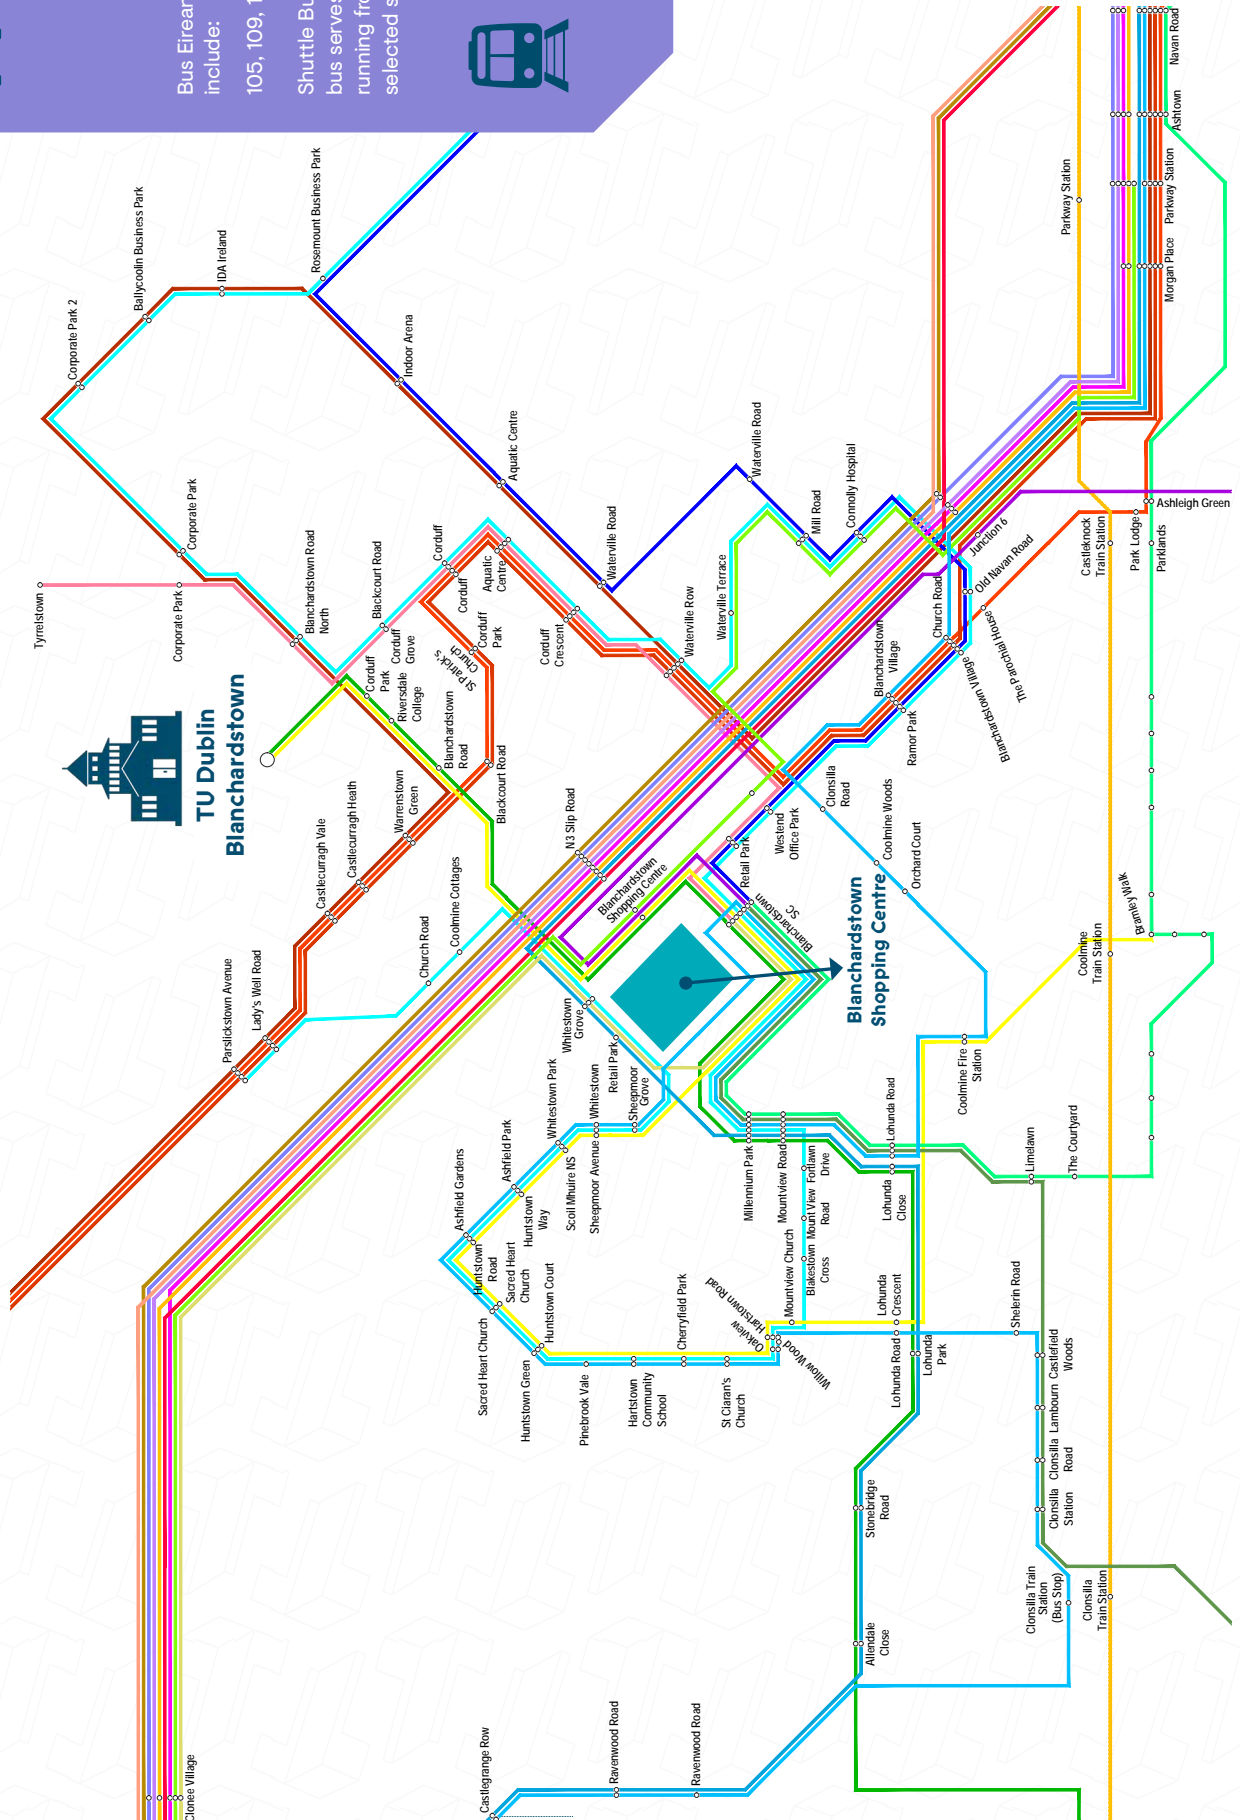 Bus Eirean
include:
105, 109, 1
Shuttle Bu
bus serves
running fro
selected s
TU Dublin
Blanchardstown
Blanchardstown
Shopping Centre
Tyrrelstown
Corporate Park
Corporate Park
Corporate Park 2
Ballycoolin Business Park
IDA Ireland
Rosemount Business Park
Indoor Arena
Aquatic Centre
Waterville Road
Blanchardstown Road
North
Blackcourt Road
Corduff
Corduff
Aquatic
Centre
Corduff
Grove
Corduff
Park
Riversdale
College
Blanchardstown
Road
St Patrick's
Church
Corduff
Park
Corduff
Crescent
Blackcourt Road
Waterville Row
Waterville Terrace
Waterville Road
Mill Road
Connolly Hospital
Warrenstown
Green
Castlecurragh Heath
Castlecurragh Vale
Lady's Well Road
Parslickstown Avenue
Church Road
Coolmine Cottages
N3 Slip Road
Blanchardstown
Shopping Centre
Retail Park
Westend
Office Park
Blanchardstown
SC
Clonsilla
Road
Coolmine Woods
Orchard Court
Blanchardstown
Village
Ramor Park
Church Road
Blanchardstown Village
The Parochial House
Old Navan Road
Junction 6
Castleknock
Train Station
Park Lodge
Parklands
Ashleigh Green
Parkway Station
Morgan Place
Parkway Station
Ashtown
Navan Road
Whitestown
Grove
Retail Park
Sheepmoor
Grove
Whitestown
Sheepmoor Avenue
Whitestown Park
Scoil Mhuire NS
Ashfield Park
Huntstown
Way
Ashfield Gardens
Huntstown
Road
Sacred Heart
Church
Sacred Heart Church
Huntstown Court
Huntstown Green
Pinebrook Vale
Hartstown
Community
School
Cherryfield Park
St Ciaran's
Church
Hartstown Road
Oakview
Willow Wood
Mountview Church
Blakestown
Cross
Mount View
Road
Fortlawn
Drive
Millennium Park
Mountview Road
Lohunda Road
Lohunda
Close
Lohunda
Crescent
Lohunda Road
Lohunda
Park
Coolmine Fire
Station
Coolmine
Train Station
Blarney Walk
Limelawn
The Courtyard
Shelerin Road
Castlefield
Woods
Lambourn
Clonsilla
Road
Clonsilla
Station
Clonsilla Train
Station
(Bus Stop)
Clonsilla
Train Station
Stonebridge
Road
Allendale
Close
Ravenwood Road
Ravenwood Road
Castlegrange Row
Clonee Village